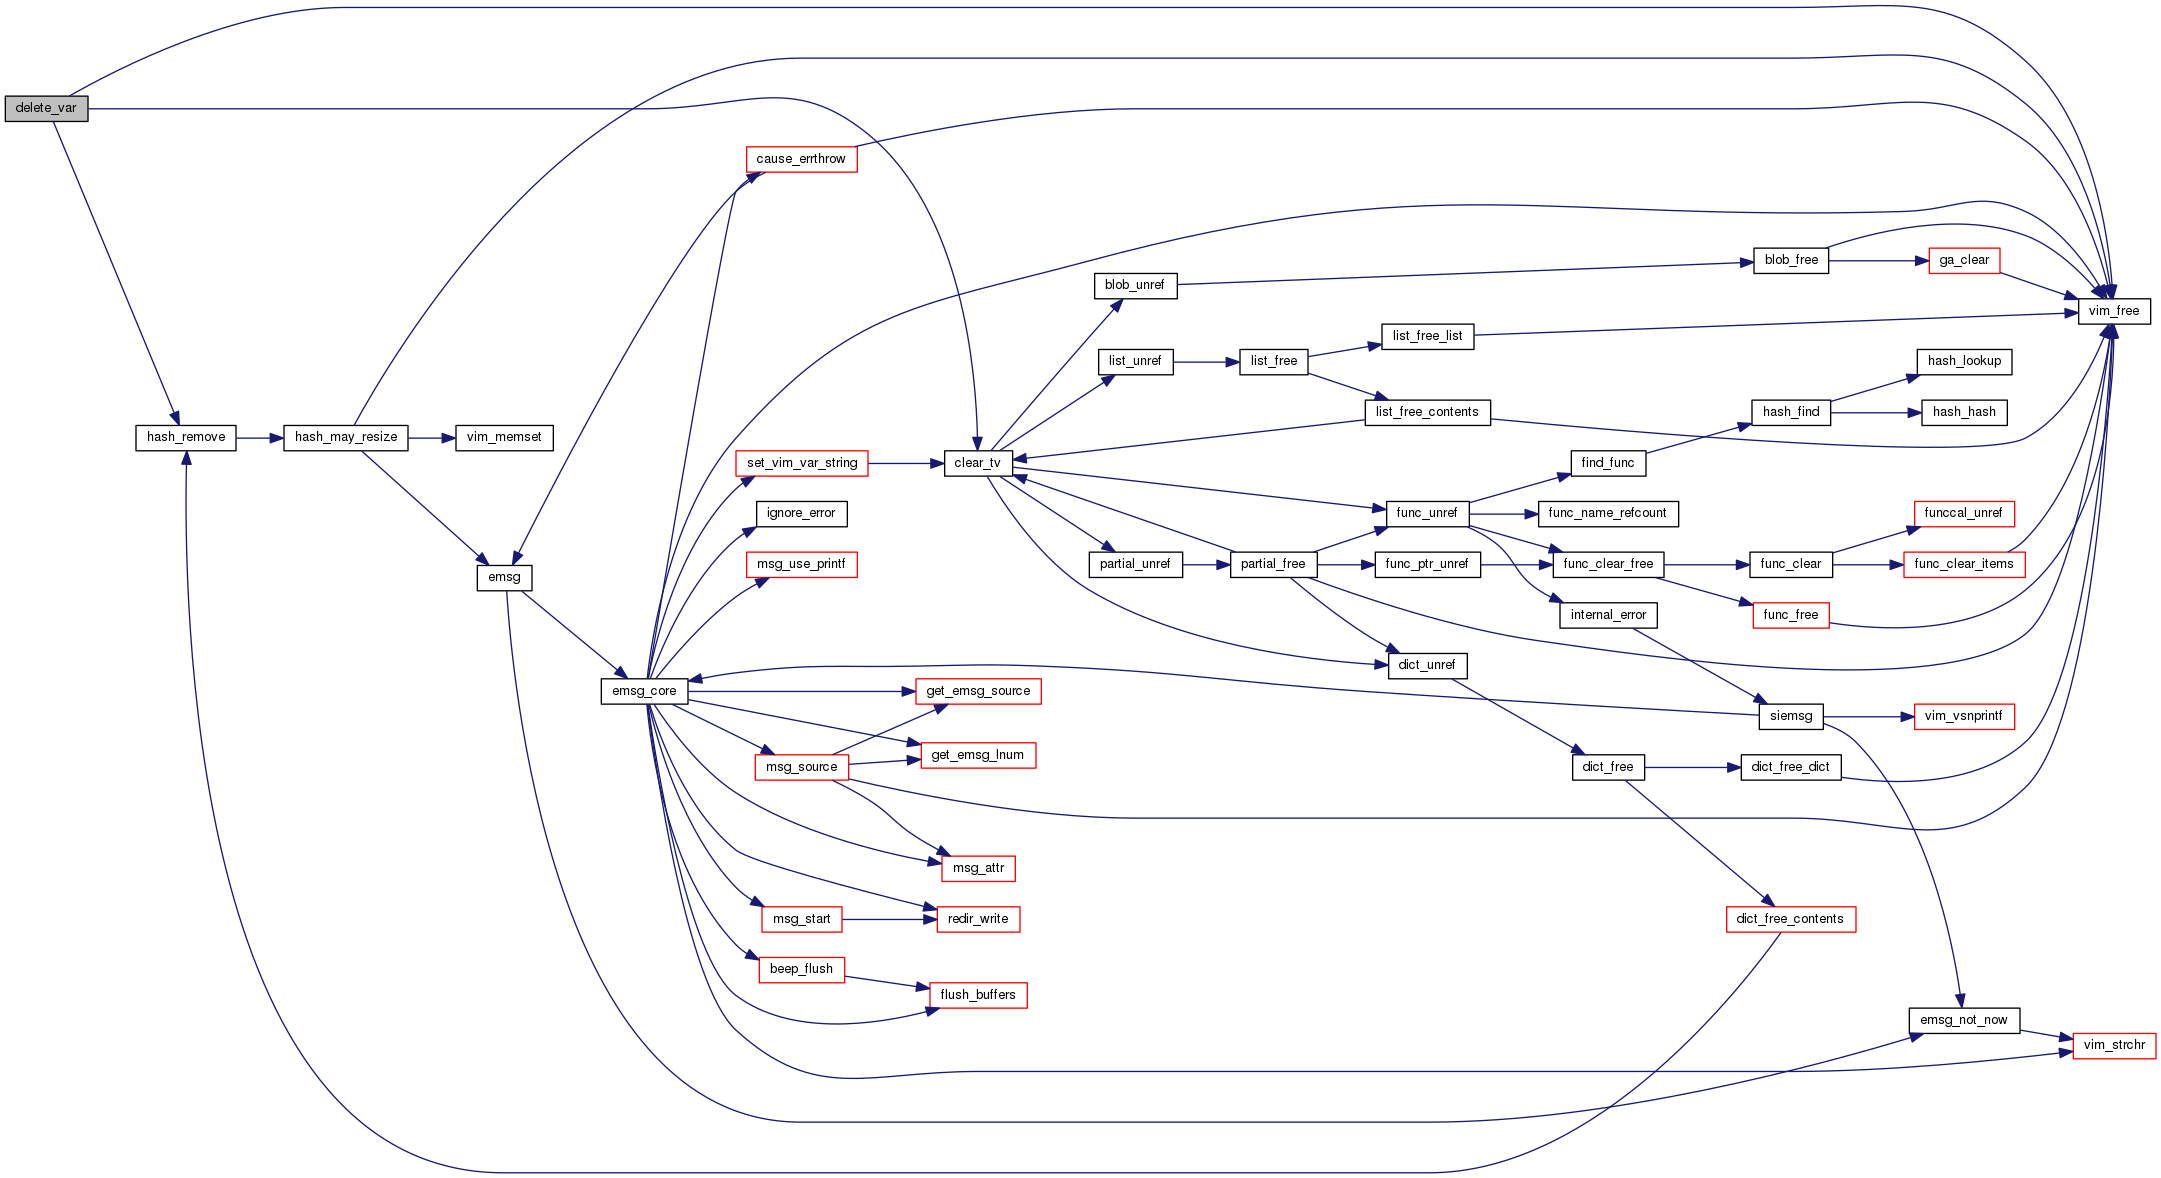 delete_var
cause_errthrow
blob_free
ga_clear
blob_unref
vim_free
list_free_list
list_unref
list_free
hash_lookup
list_free_contents
hash_find
hash_hash
hash_remove
hash_may_resize
vim_memset
set_vim_var_string
clear_tv
find_func
ignore_error
func_unref
func_name_refcount
funccal_unref
emsg
msg_use_printf
partial_unref
partial_free
func_ptr_unref
func_clear_free
func_clear
func_clear_items
internal_error
func_free
dict_unref
emsg_core
get_emsg_source
siemsg
vim_vsnprintf
get_emsg_lnum
msg_source
dict_free
dict_free_dict
msg_attr
msg_start
redir_write
dict_free_contents
beep_flush
flush_buffers
emsg_not_now
vim_strchr